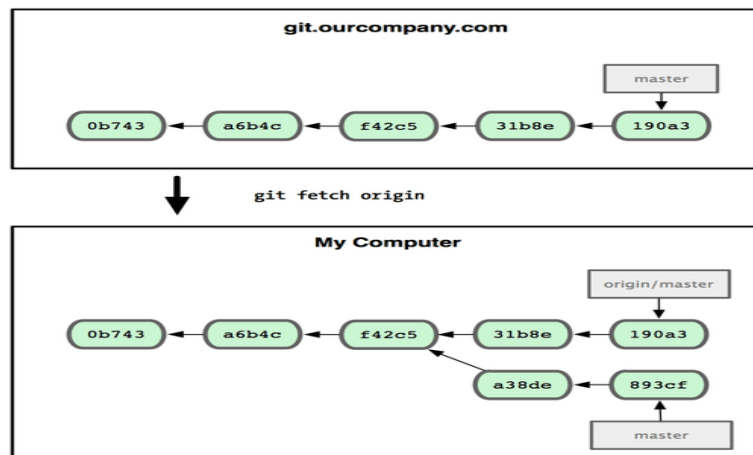 git.ourcompany.com
master
0b743 a6b4c f42c5 31b8e 190a3
git fetch origin
My Computer
origin/master
0b743 a6b4c f42c5 31b8e 190a3
a38de 893cf
master